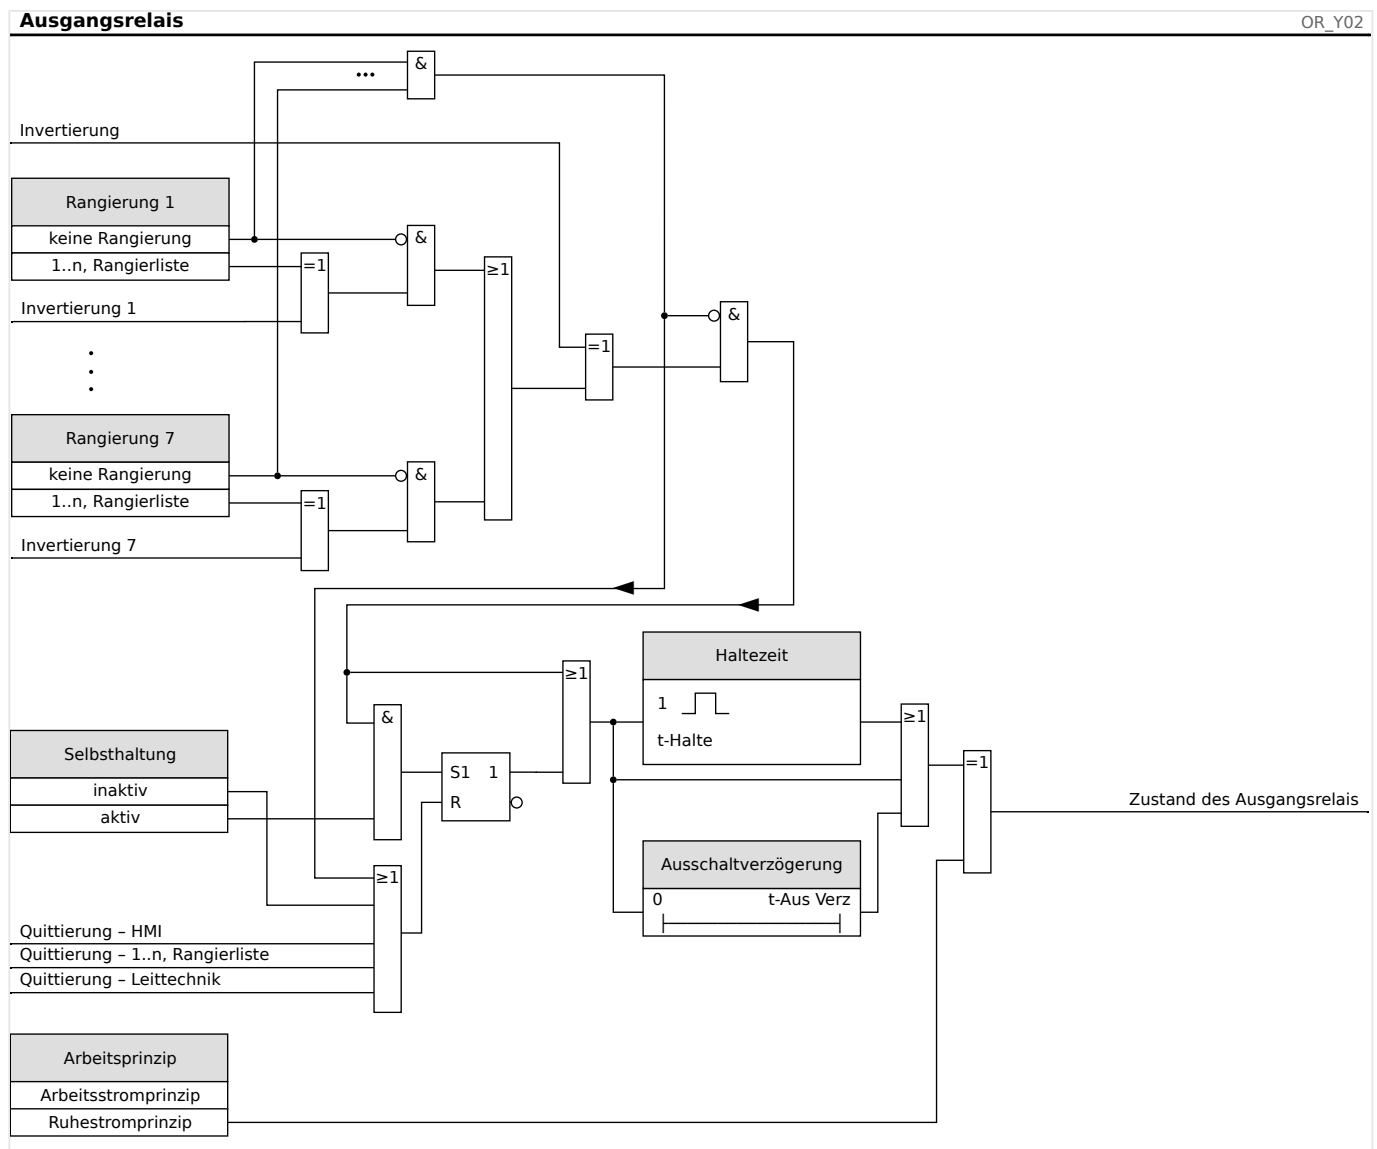 Ausgangsrelais
OR_Y02
&
•••
Invertierung
Rangierung 1
keine Rangierung
&
1..n, Rangierliste
=1
≥1
Invertierung 1
&
=1
Rangierung 7
keine Rangierung
&
1..n, Rangierliste
=1
Invertierung 7
Haltezeit
≥1
1
t-Halte
&
≥1
Selbsthaltung
inaktiv
aktiv
S1 1
R
=1
Zustand des Ausgangsrelais
Ausschaltverzögerung
0 t-Aus Verz
≥1
Quittierung – HMI
Quittierung – 1..n, Rangierliste
Quittierung – Leittechnik
Arbeitsprinzip
Arbeitsstromprinzip
Ruhestromprinzip